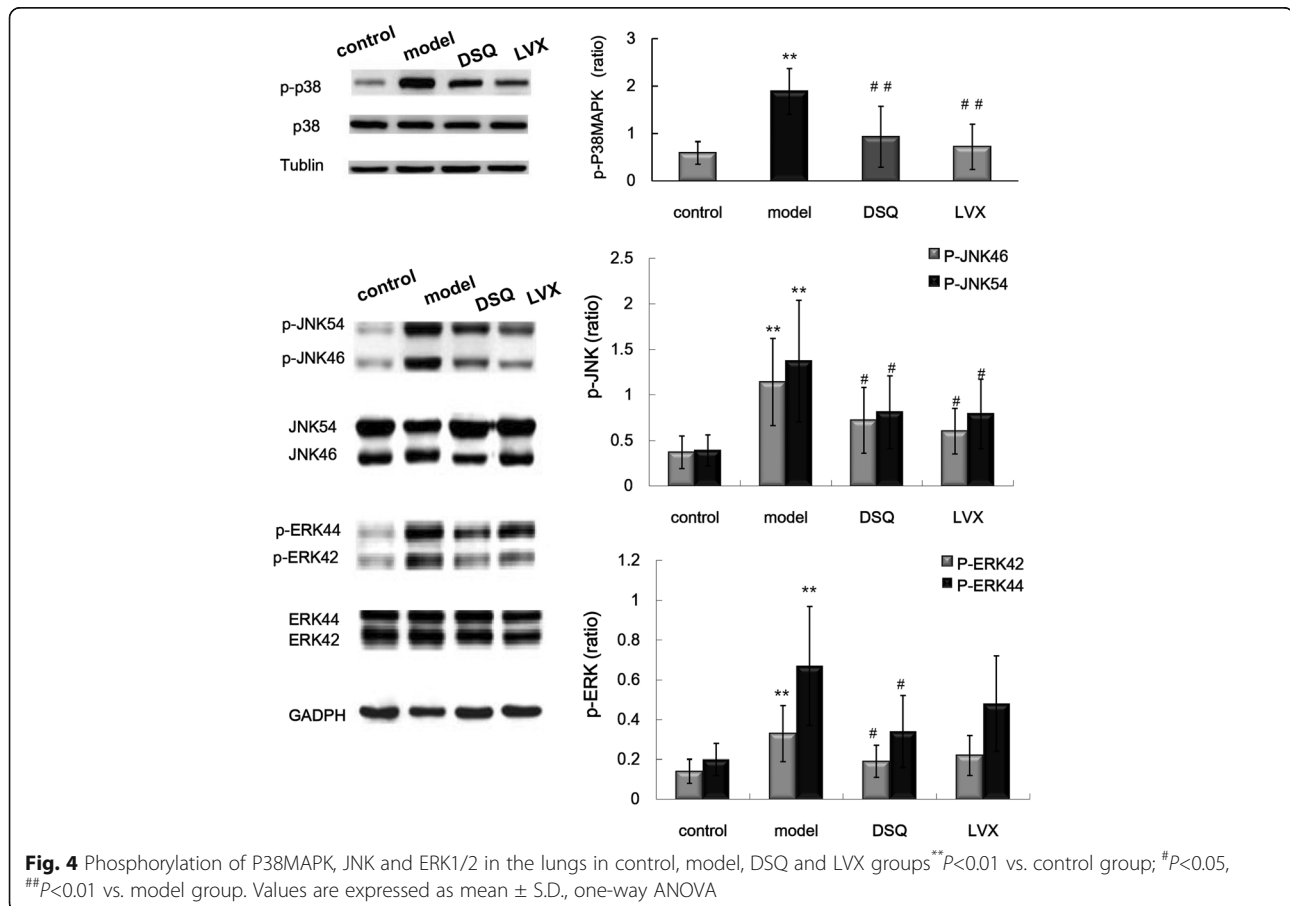 control model DSQ LVX
p-p38
p38
Tublin
p-P38MAPK (ratio)
3
2
1
0
** ## ##
control model DSQ LVX
control model DSQ LVX
p-JNK54
p-JNK46
JNK54
JNK46
p-JNK (ratio)
2.5
2
1.5
1
0.5
0
P-JNK46
P-JNK54
** ** # # # #
control model DSQ LVX
p-ERK44
p-ERK42
ERK44
ERK42
GADPH
p-ERK (ratio)
1.2
1
0.8
0.6
0.4
0.2
0
P-ERK42
P-ERK44
** ** # #
control model DSQ LVX
Fig. 4 Phosphorylation of P38MAPK, JNK and ERK1/2 in the lungs in control, model, DSQ and LVX groups **P<0.01 vs. control group; #P<0.05,
##P<0.01 vs. model group. Values are expressed as mean ± S.D., one-way ANOVA